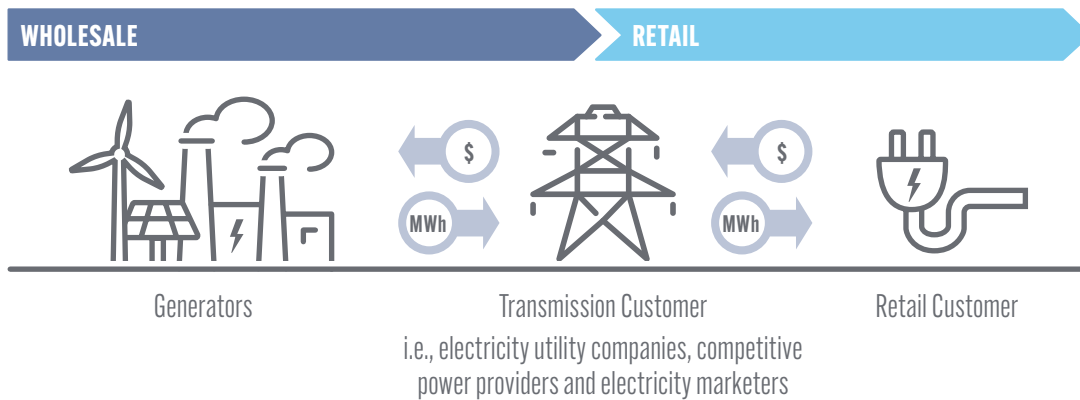 WHOLESALE
RETAIL
$
$
MWh
MWh
Generators
Transmission Customer
Retail Customer
i.e., electricity utility companies, competitive
power providers and electricity marketers